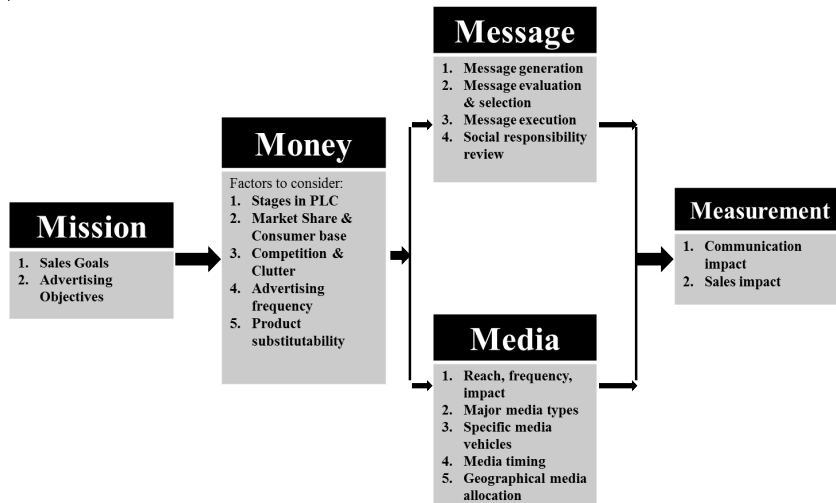 Mission
1. Sales Goals
2. Advertising
Objectives
Money
Factors to consider:
1. Stages in PLC
2. Market Share &
Consumer base
3. Competition &
Clutter
4. Advertising
frequency
5. Product
substitutability
Message
1. Message generation
2. Message evaluation
& selection
3. Message execution
4. Social responsibility
review
Media
1. Reach, frequency,
impact
2. Major media types
3. Specific media
vehicles
4. Media timing
5. Geographical media
allocation
Measurement
1. Communication
impact
2. Sales impact